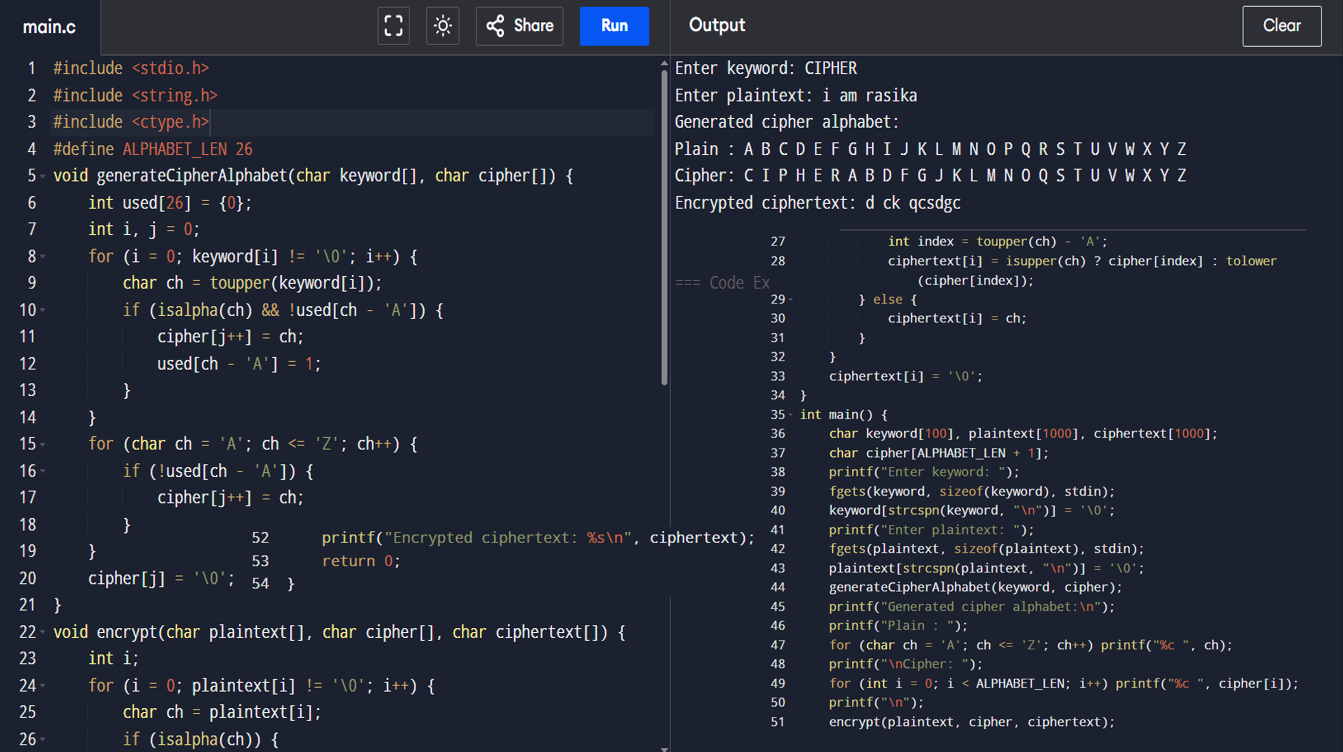 main.c
Share
Run
Output
Clear
1 #include <stdio.h>
2 #include <string.h>
3 #include <ctype.h>
4 #define ALPHABET_LEN 26
5 void generateCipherAlphabet(char keyword[], char cipher[]) {
6     int used[26] = {0};
7     int i, j = 0;
8     for (i = 0; keyword[i] != '\0'; i++) {
9         char ch = toupper(keyword[i]);
10         if (isalpha(ch) && !used[ch - 'A']) {
11             cipher[j++] = ch;
12             used[ch - 'A'] = 1;
13         }
14     }
15     for (char ch = 'A'; ch <= 'Z'; ch++) {
16         if (!used[ch - 'A']) {
17             cipher[j++] = ch;
18         }
19     }
20     cipher[j] = '\0';
21 }
22 void encrypt(char plaintext[], char cipher[], char ciphertext[]) {
23     int i;
24     for (i = 0; plaintext[i] != '\0'; i++) {
25         char ch = plaintext[i];
26         if (isalpha(ch)) {
27             int index = toupper(ch) - 'A';
28             ciphertext[i] = isupper(ch) ? cipher[index] : tolower
(cipher[index]);
29         } else {
30             ciphertext[i] = ch;
31         }
32     }
33     ciphertext[i] = '\0';
34 }
35 int main() {
36     char keyword[100], plaintext[1000], ciphertext[1000];
37     char cipher[ALPHABET_LEN + 1];
38     printf("Enter keyword: ");
39     fgets(keyword, sizeof(keyword), stdin);
40     keyword[strcspn(keyword, "\n")] = '\0';
41     printf("Enter plaintext: ");
42     fgets(plaintext, sizeof(plaintext), stdin);
43     plaintext[strcspn(plaintext, "\n")] = '\0';
44     generateCipherAlphabet(keyword, cipher);
45     printf("Generated cipher alphabet:\n");
46     printf("Plain : ");
47     for (char ch = 'A'; ch <= 'Z'; ch++) printf("%c ", ch);
48     printf("\nCipher: ");
49     for (int i = 0; i < ALPHABET_LEN; i++) printf("%c ", cipher[i]);
50     printf("\n");
51     encrypt(plaintext, cipher, ciphertext);
52     printf("Encrypted ciphertext: %s\n", ciphertext);
53     return 0;
54 }
Enter keyword: CIPHER
Enter plaintext: i am rasika
Generated cipher alphabet:
Plain : A B C D E F G H I J K L M N O P Q R S T U V W X Y Z
Cipher: C I P H E R A B D F G J K L M N O Q S T U V W X Y Z
Encrypted ciphertext: d ck qcsdgc
=== Code Ex